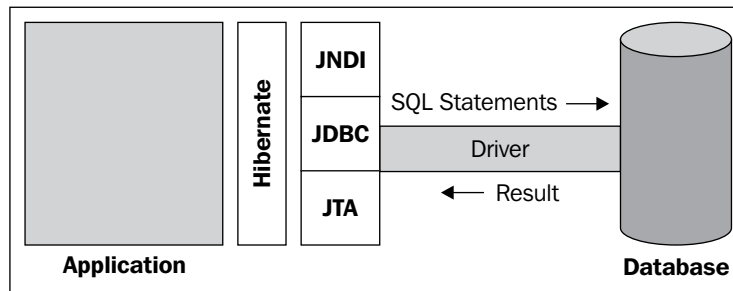 JNDI
SQL Statements
Hibernate
JDBC
Driver
JTA
Result
Application
Database